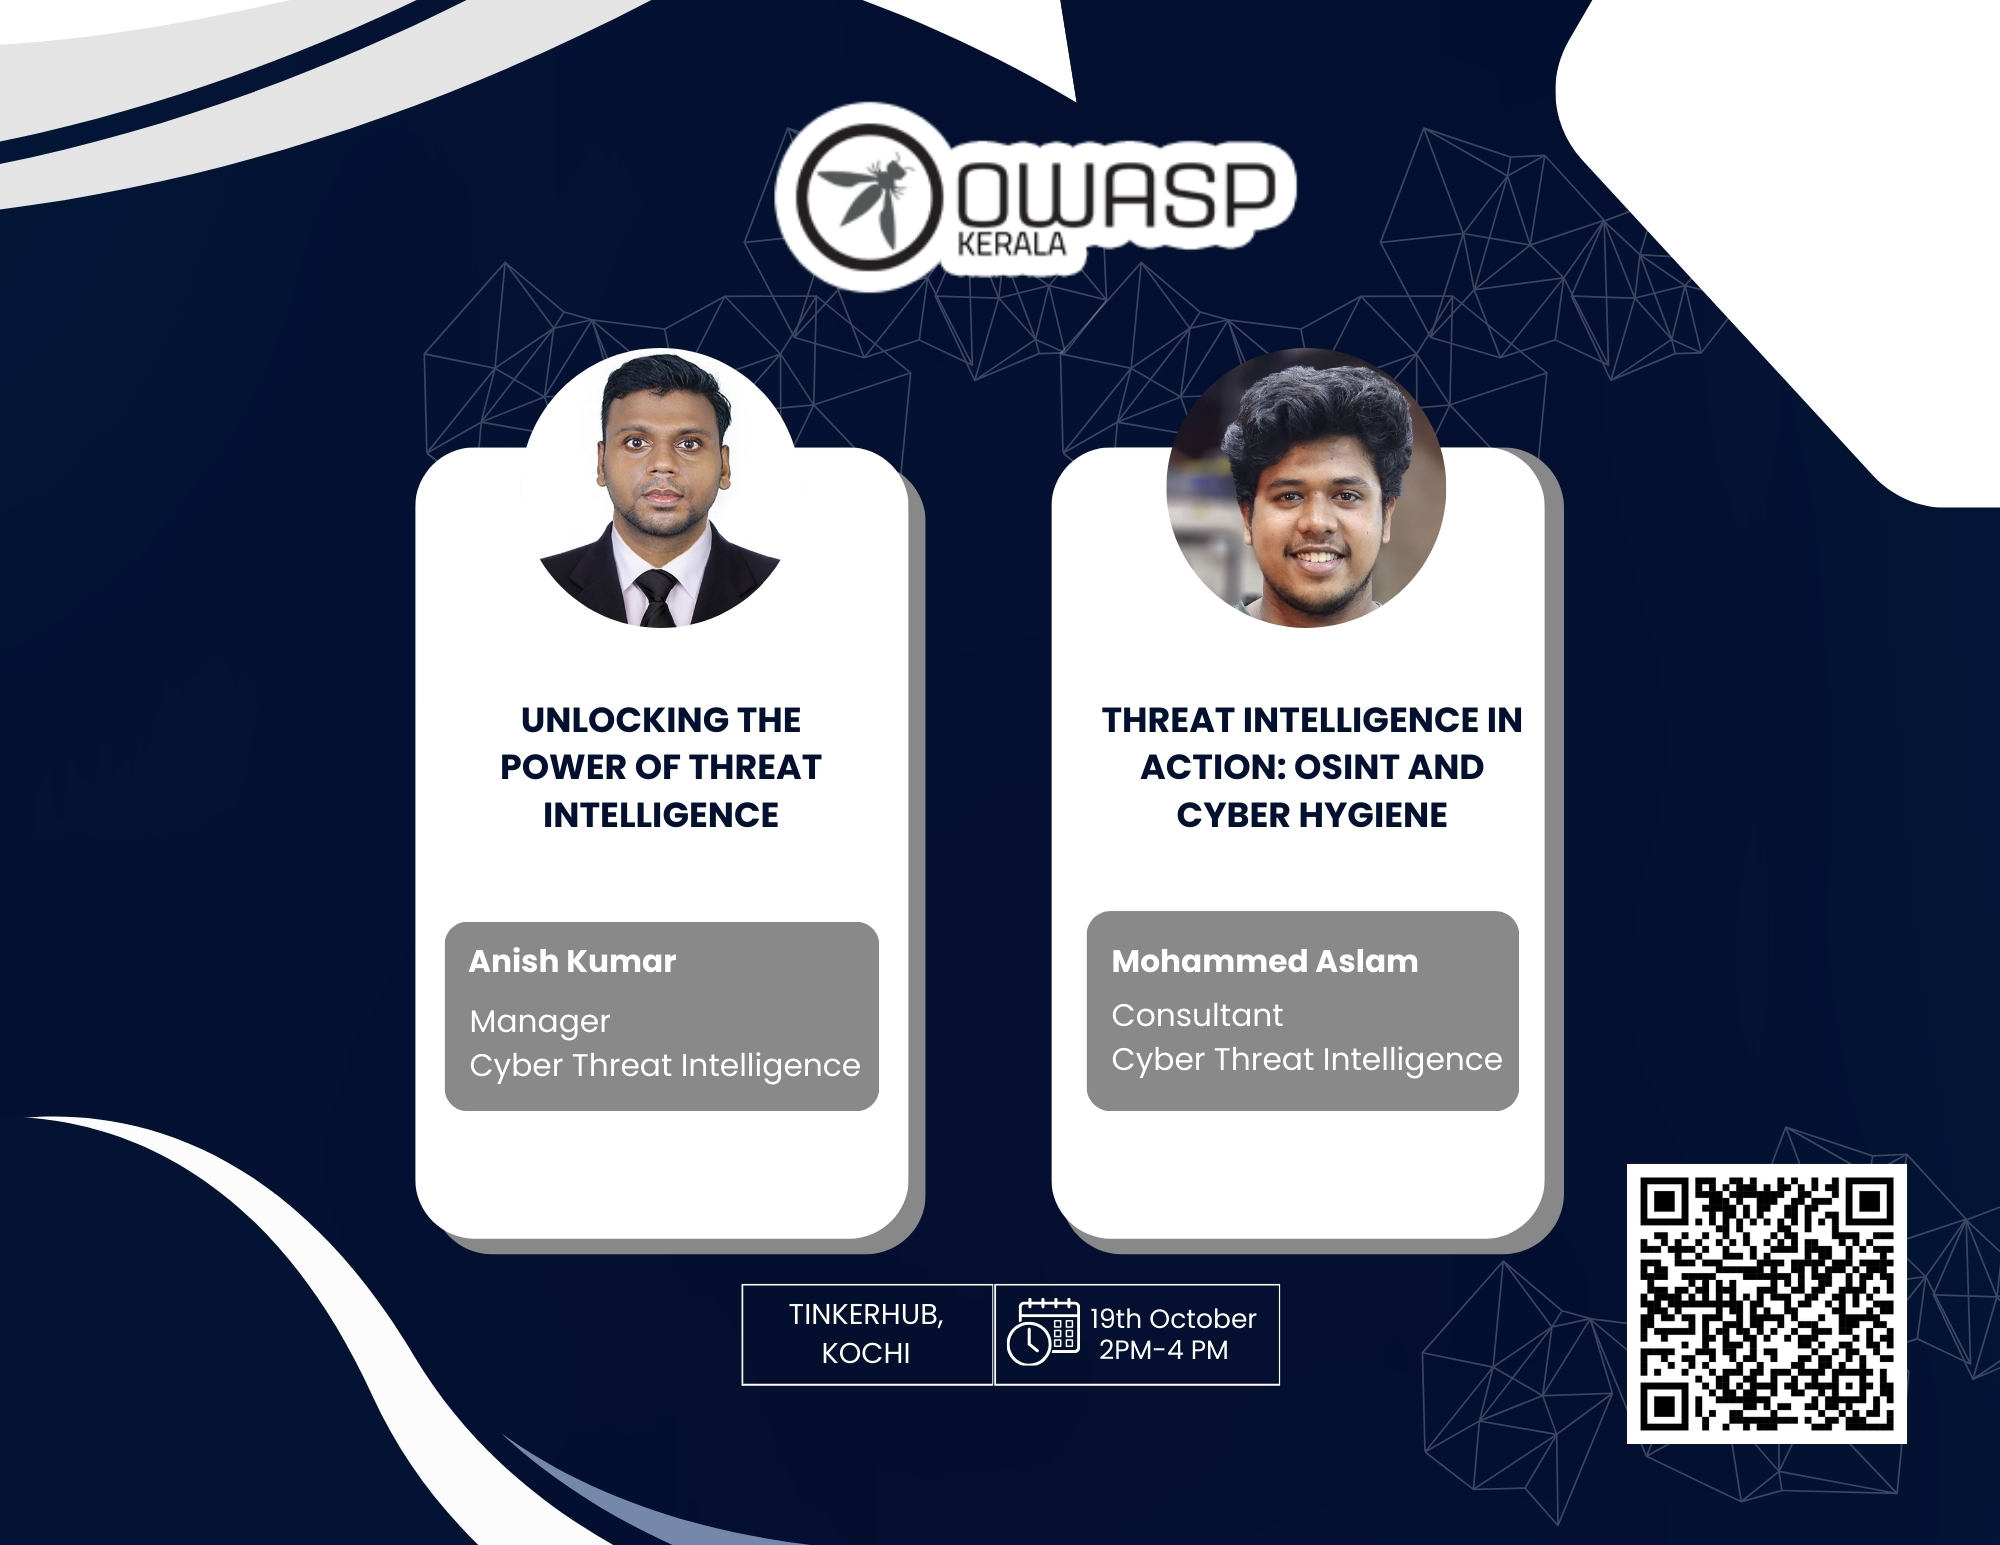 OWASP
KERALA
UNLOCKING THE
POWER OF THREAT
INTELLIGENCE
Anish Kumar
Manager
Cyber Threat Intelligence
THREAT INTELLIGENCE IN
ACTION: OSINT AND
CYBER HYGIENE
Mohammed Aslam
Consultant
Cyber Threat Intelligence
TINKERHUB,
KOCHI
19th October
2PM-4 PM